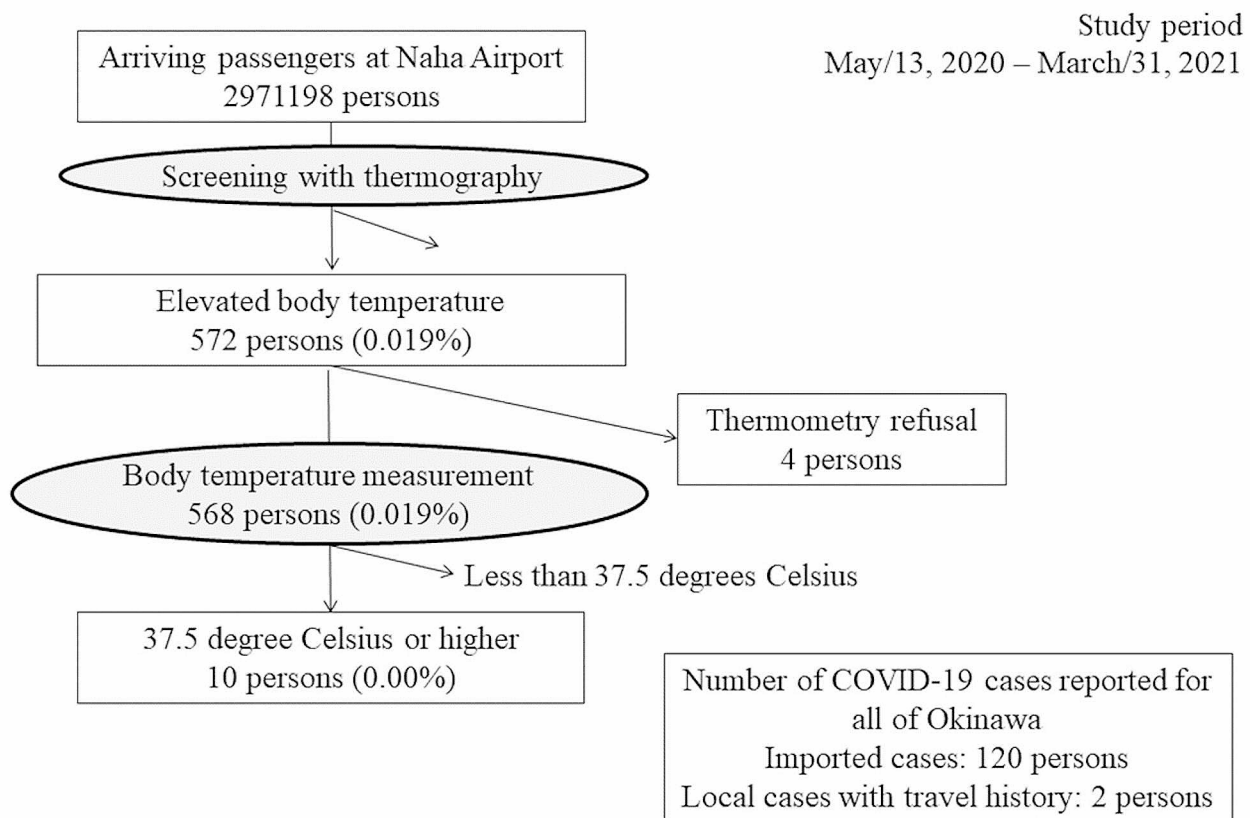 Study period
May/13, 2020 – March/31, 2021
Arriving passengers at Naha Airport
2971198 persons
Screening with thermography
Elevated body temperature
572 persons (0.019%)
Thermometry refusal
4 persons
Body temperature measurement
568 persons (0.019%)
Less than 37.5 degrees Celsius
37.5 degree Celsius or higher
10 persons (0.00%)
Number of COVID-19 cases reported for
all of Okinawa
Imported cases: 120 persons
Local cases with travel history: 2 persons